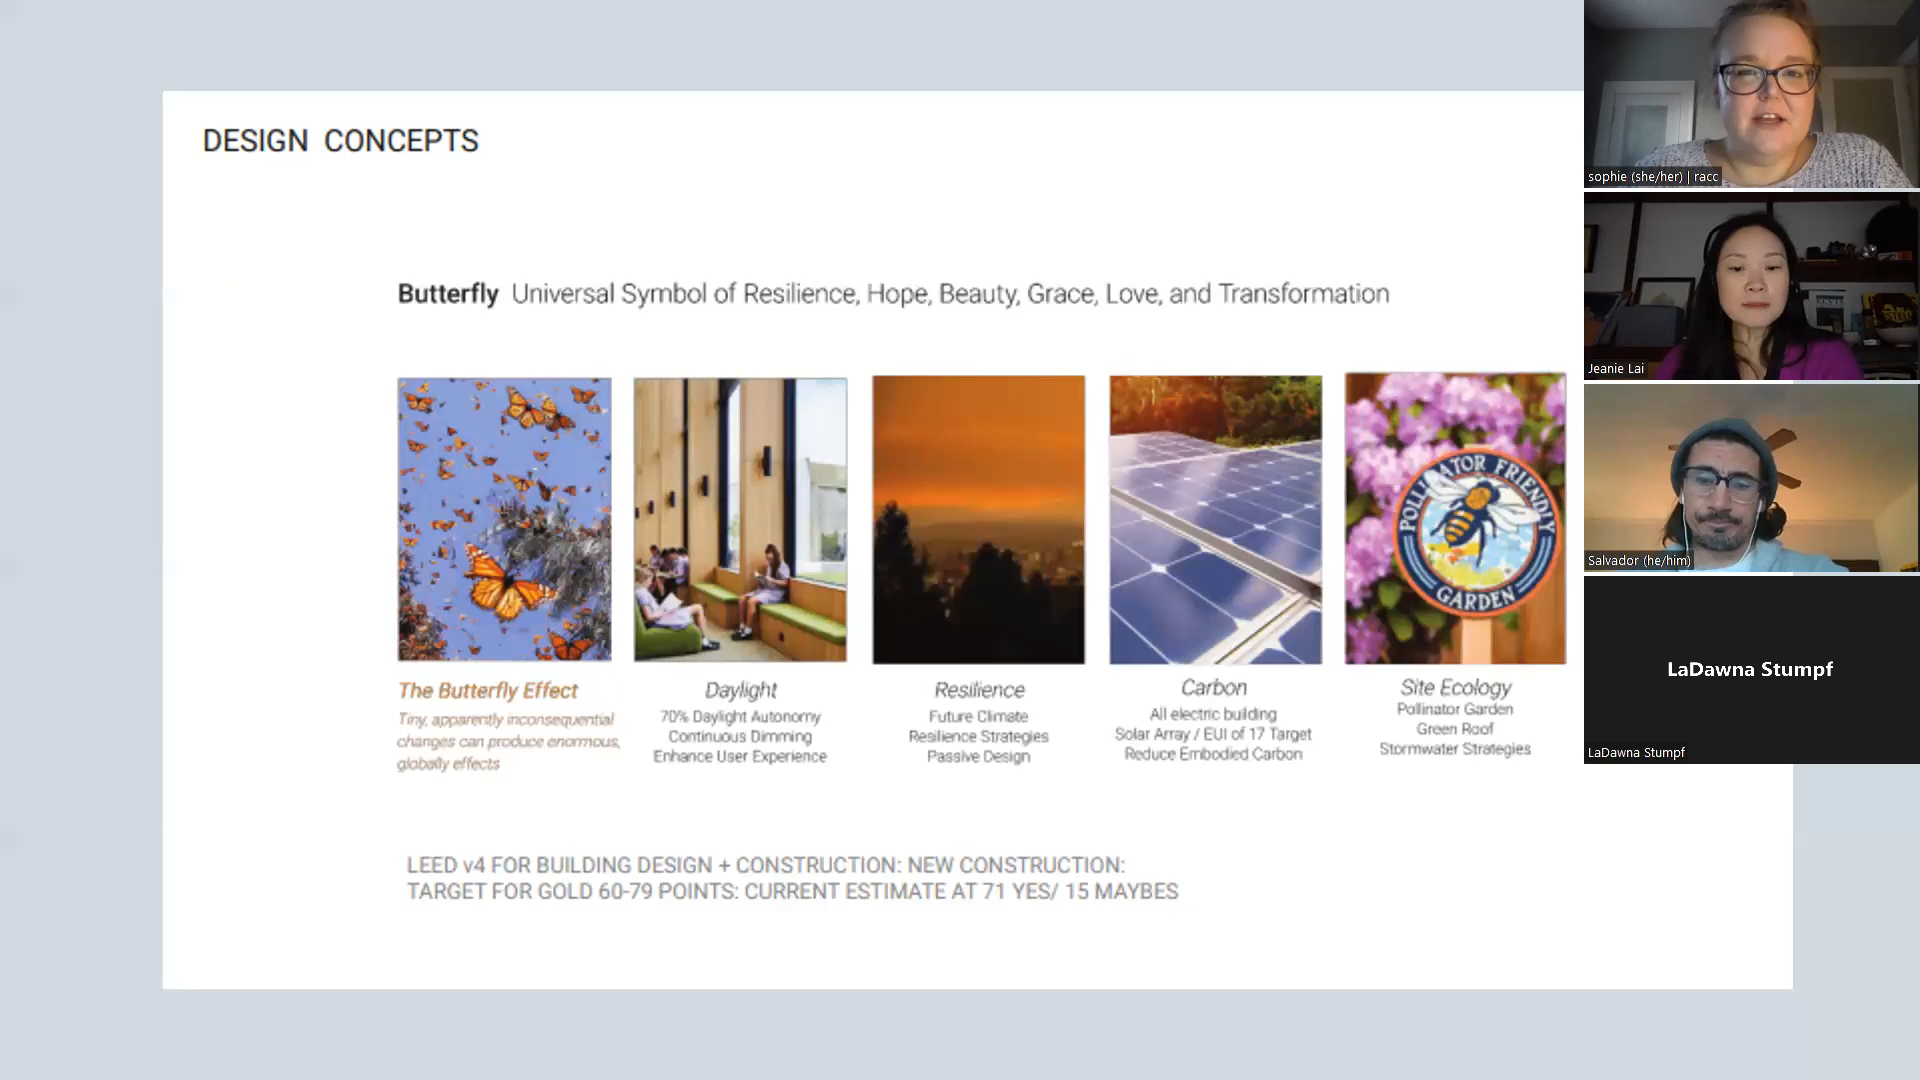 DESIGN CONCEPTS
Butterfly Universal Symbol of Resilience, Hope, Beauty, Grace, Love, and Transformation
POLLINATOR FRIENDLY
GARDEN
The Butterfly Effect
Tiny, apparently inconsequential
changes can produce enormous,
globally effects
Daylight
70% Daylight Autonomy
Continuous Dimming
Enhance User Experience
Resilience
Future Climate
Resilience Strategies
Passive Design
Carbon
All electric building
Solar Array / EUI of 17 Target
Reduce Embodied Carbon
Site Ecology
Pollinator Garden
Green Roof
Stormwater Strategies
LEED v4 FOR BUILDING DESIGN + CONSTRUCTION: NEW CONSTRUCTION:
TARGET FOR GOLD 60-79 POINTS: CURRENT ESTIMATE AT 71 YES/ 15 MAYBES
sophie (she/her) | racc
Jeanie Lai
Salvador (he/him)
LaDawna Stumpf
LaDawna Stumpf